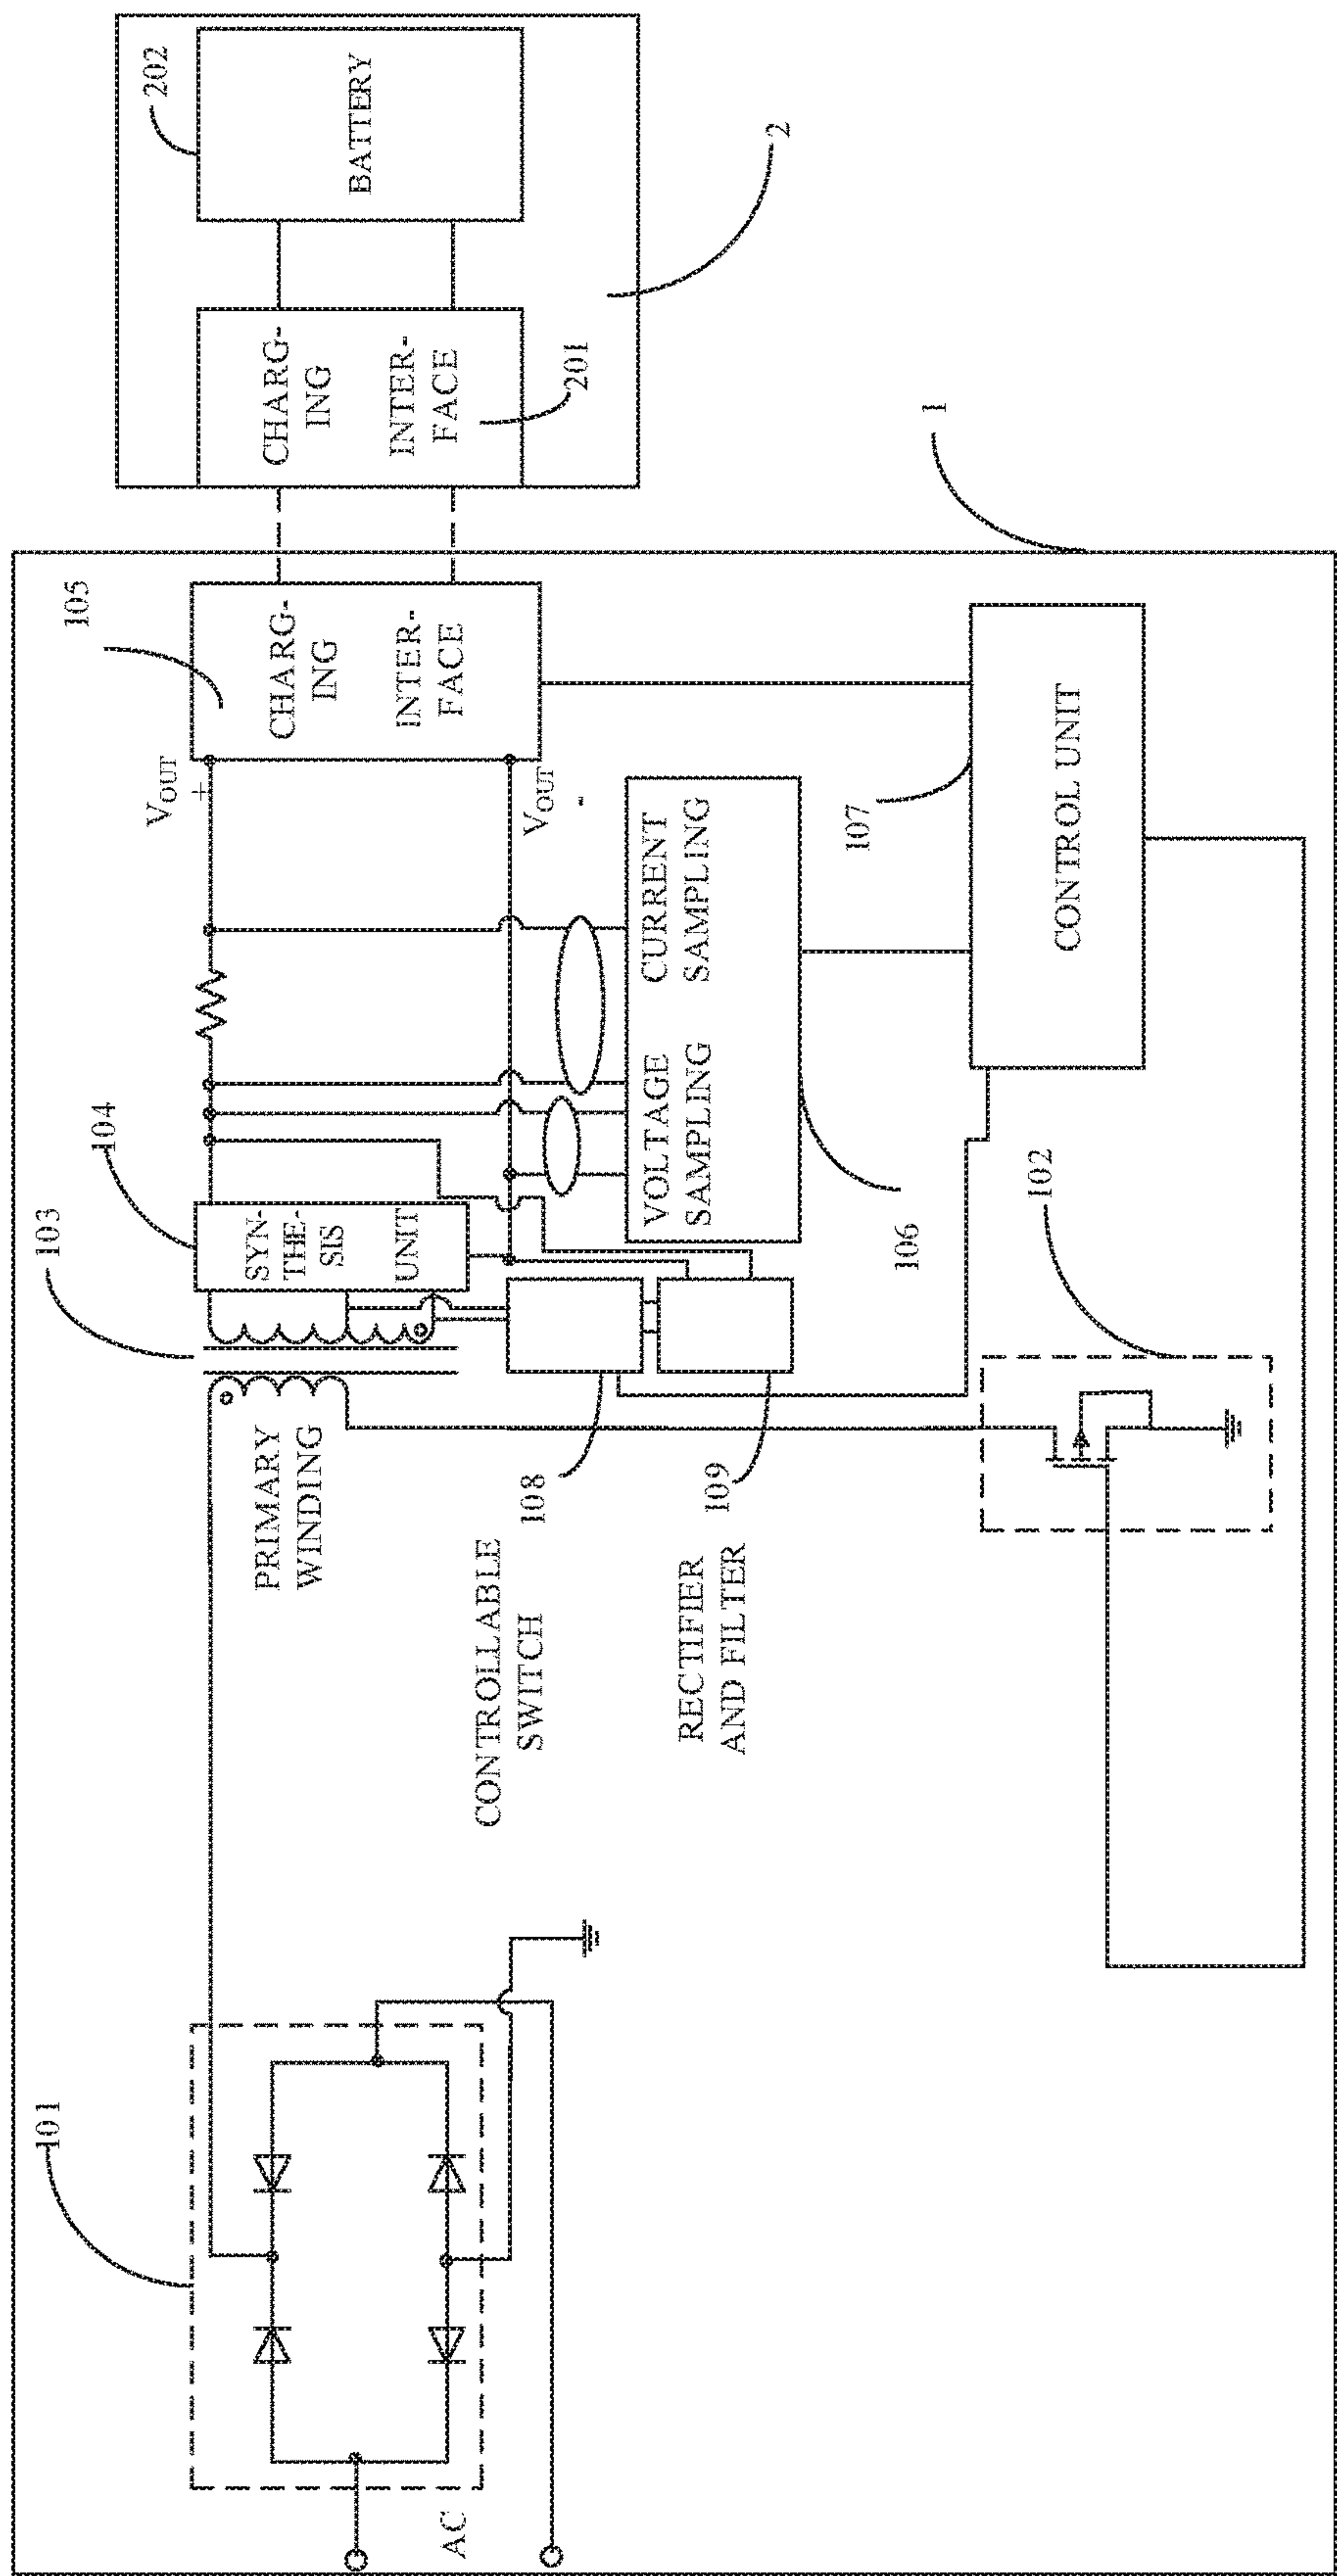 101
AC
PRIMARY
WINDING
103
104
SYN-
THE-
SIS
UNIT
VOUT
+
VOUT
-
105
CHARG-
ING
INTER-
FACE
CHARG-
ING
INTER-
FACE
201
202
BATTERY
2
1
CONTROLLABLE
SWITCH
108
RECTIFIER
AND FILTER
109
VOLTAGE
SAMPLING
CURRENT
SAMPLING
106
107
CONTROL UNIT
102